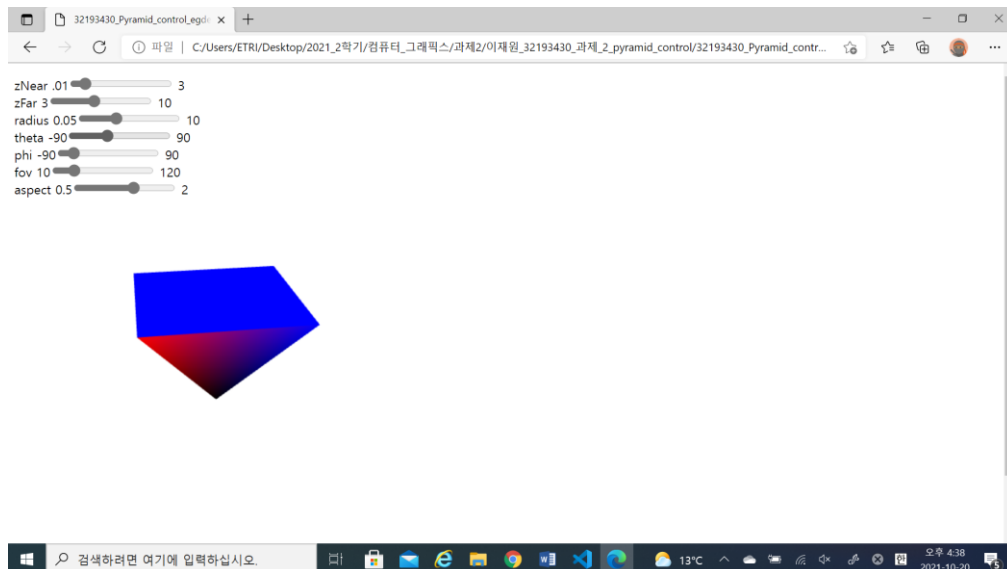 32193430_Pyramid_control_egde
파일 | C:/Users/ETRI/Desktop/2021_2학기/컴퓨터_그래픽스/과제2/이재원_32193430_과제_2_pyramid_control/32193430_Pyramid_contr...
zNear .01 3
zFar 3 10
radius 0.05 10
theta -90 90
phi -90 90
fov 10 120
aspect 0.5 2
검색하려면 여기에 입력하십시오.
13°C
한
오후 4:38
2021-10-20